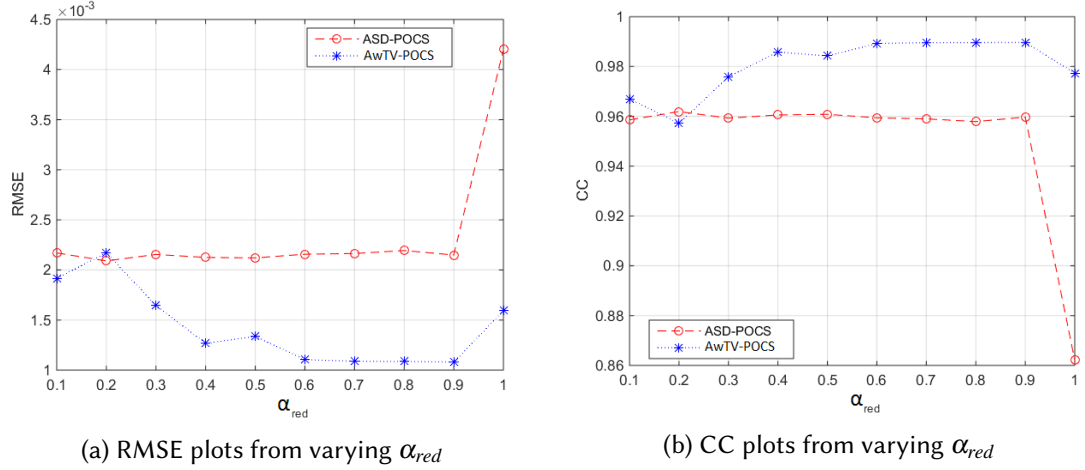 ×10⁻³
4.5
4
3.5
3
2.5
2
1.5
1
RMSE
ASD-POCS
AwTV-POCS
0.1 0.2 0.3 0.4 0.5 0.6 0.7 0.8 0.9 1
α_red
(a) RMSE plots from varying α_red
1
0.98
0.96
0.94
0.92
0.9
0.88
0.86
CC
ASD-POCS
AwTV-POCS
0.1 0.2 0.3 0.4 0.5 0.6 0.7 0.8 0.9 1
α_red
(b) CC plots from varying α_red